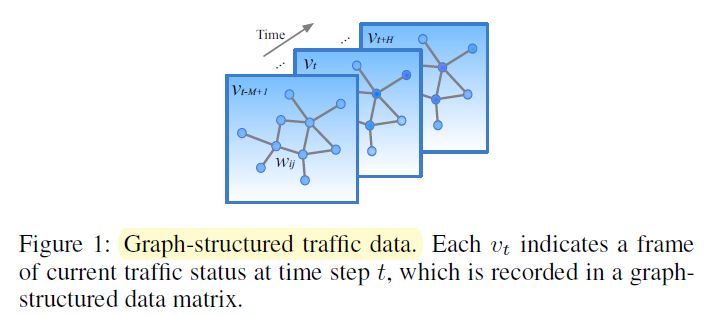 Time
V_{t+H}
V_t
V_{t-M+1}
W_{ij}
Figure 1: Graph-structured traffic data. Each v_t indicates a frame
of current traffic status at time step t, which is recorded in a graph-
structured data matrix.